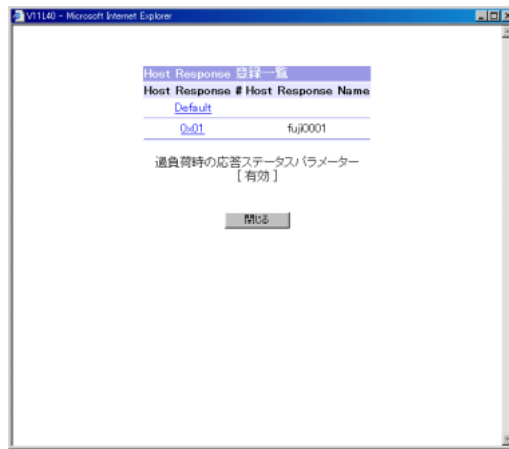 V11L40 - Microsoft Internet Explorer
Host Response 登録一覧
Host Response # Host Response Name
Default
0x01 fuji0001
過負荷時の応答ステータスパラメーター
[ 有効 ]
閉じる